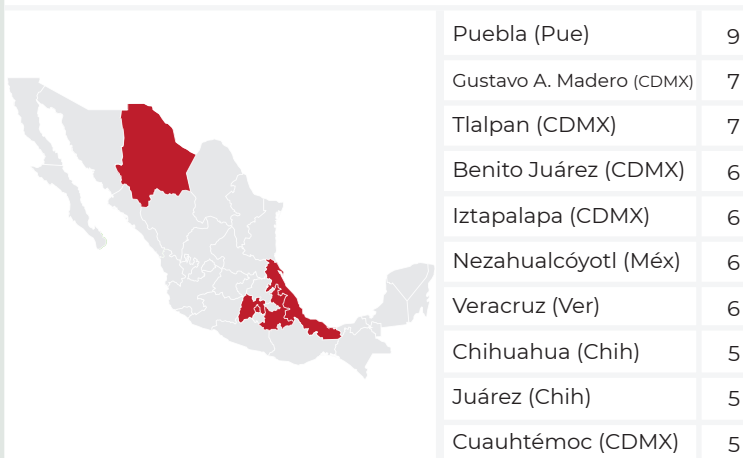 Puebla (Pue) 9
Gustavo A. Madero (CDMX) 7
Tlalpan (CDMX) 7
Benito Juárez (CDMX) 6
Iztapalapa (CDMX) 6
Nezahualcóyotl (Méx) 6
Veracruz (Ver) 6
Chihuahua (Chih) 5
Juárez (Chih) 5
Cuauhtémoc (CDMX) 5